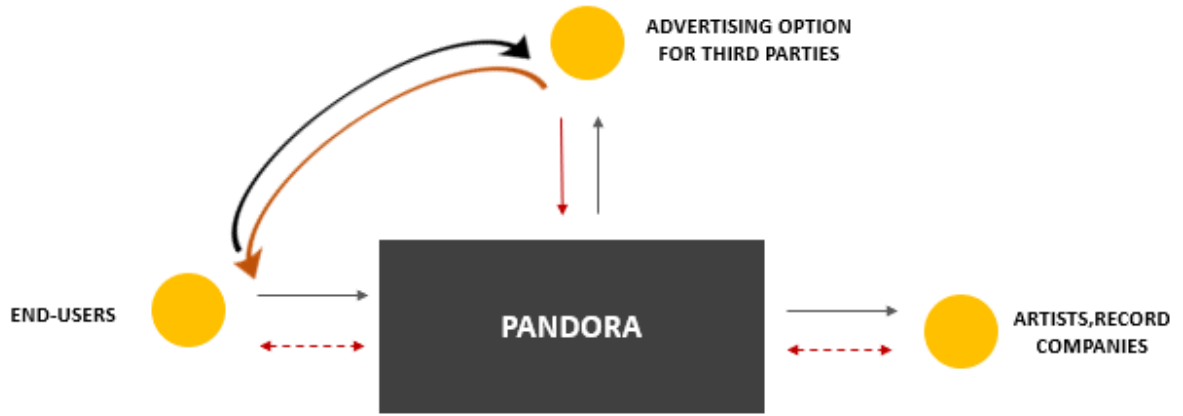 ADVERTISING OPTION
FOR THIRD PARTIES
END-USERS
PANDORA
ARTISTS,RECORD
COMPANIES